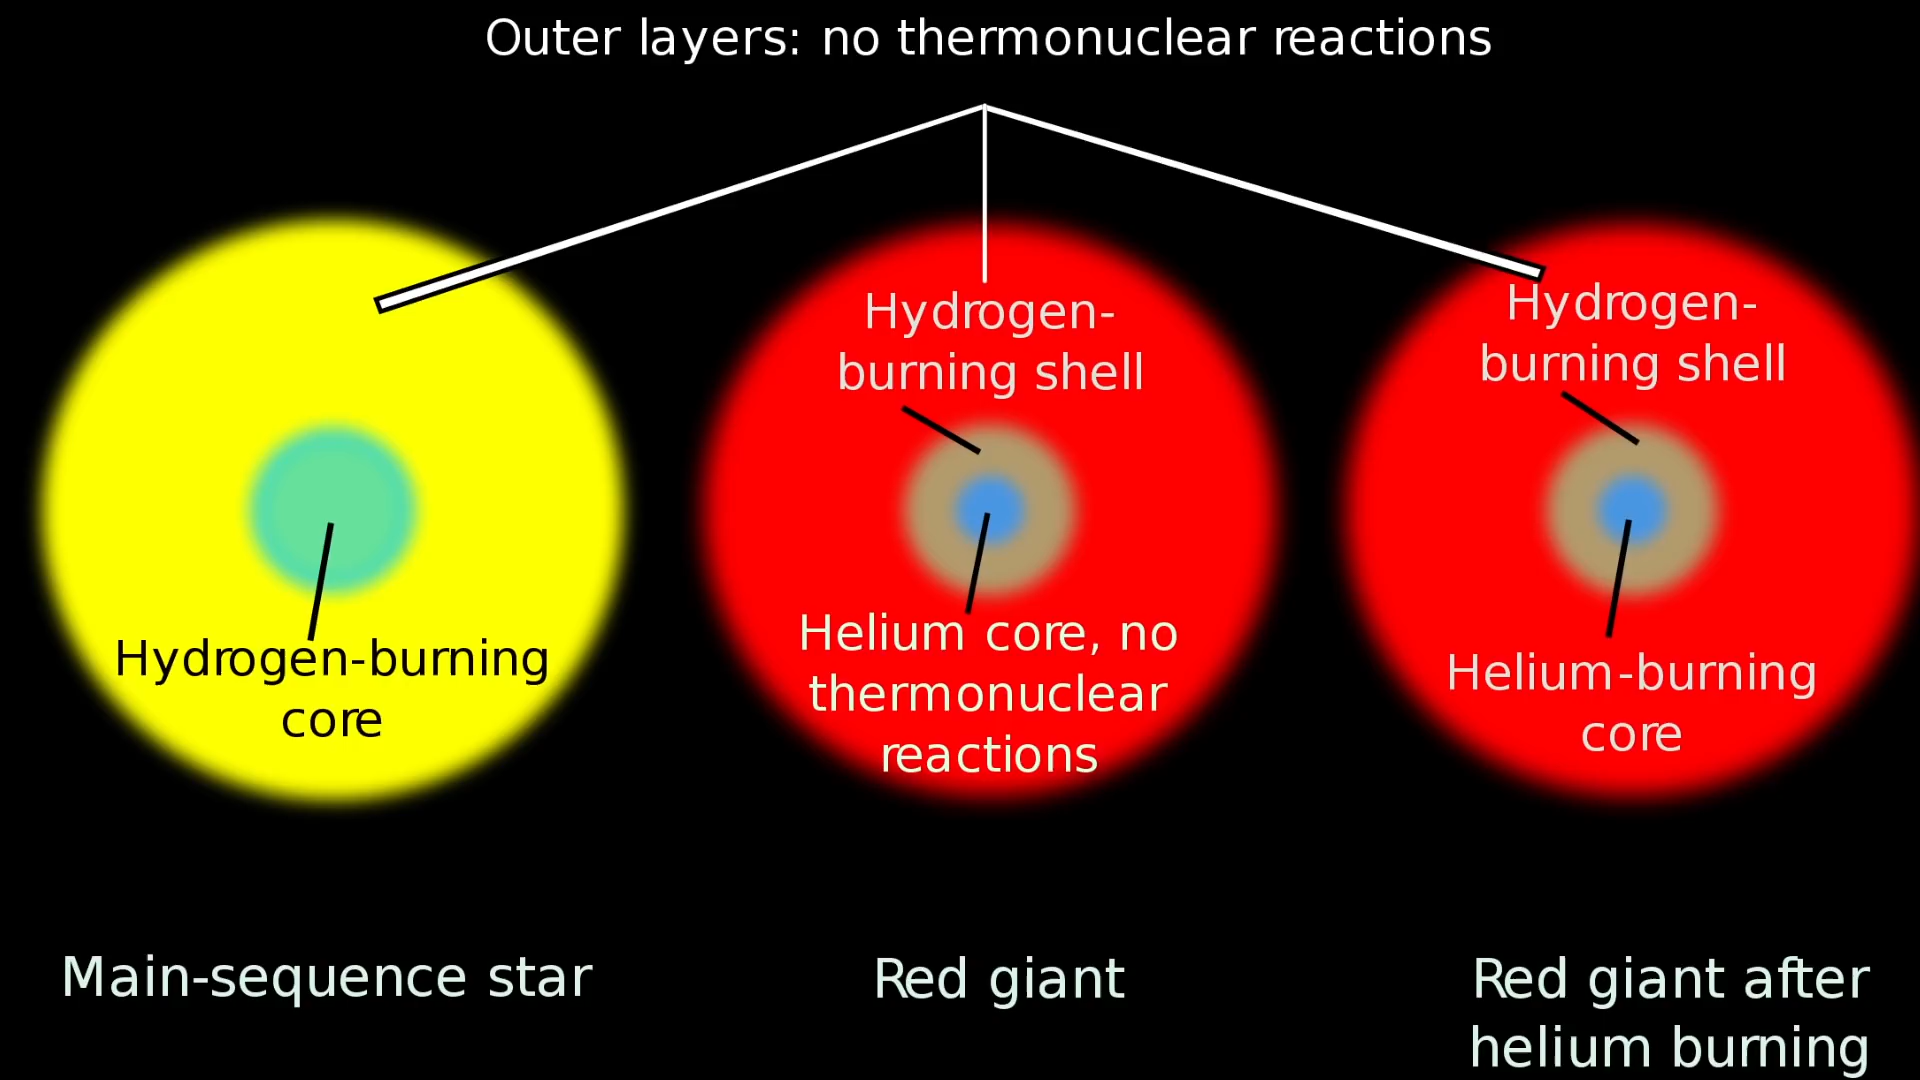 Outer layers: no thermonuclear reactions
Hydrogen-burning
core
Hydrogen-
burning shell
Helium core, no
thermonuclear
reactions
Hydrogen-
burning shell
Helium-burning
core
Main-sequence star
Red giant
Red giant after
helium burning